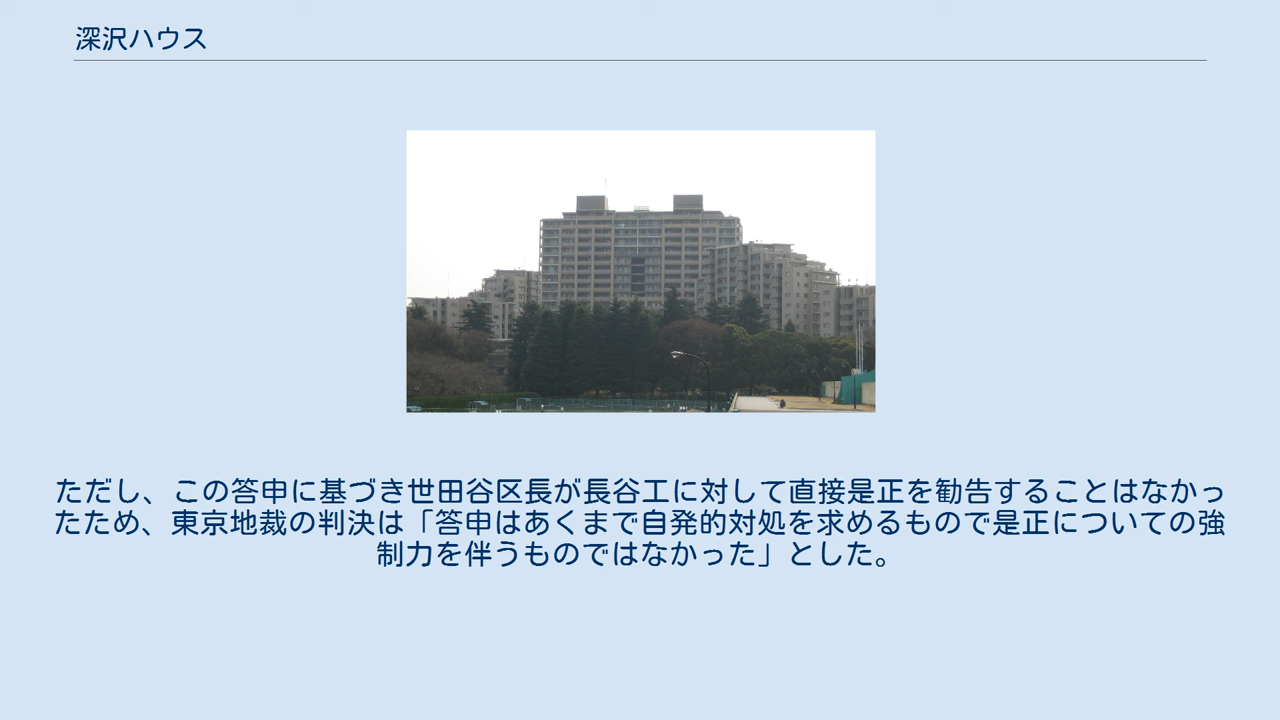 深沢ハウス
ただし、この答申に基づき世田谷区長が長谷工に対して直接是正を勧告することはなかっ
たため、東京地裁の判決は「答申はあくまで自発的対処を求めるもので是正についての強
制力を伴うものではなかった」とした。